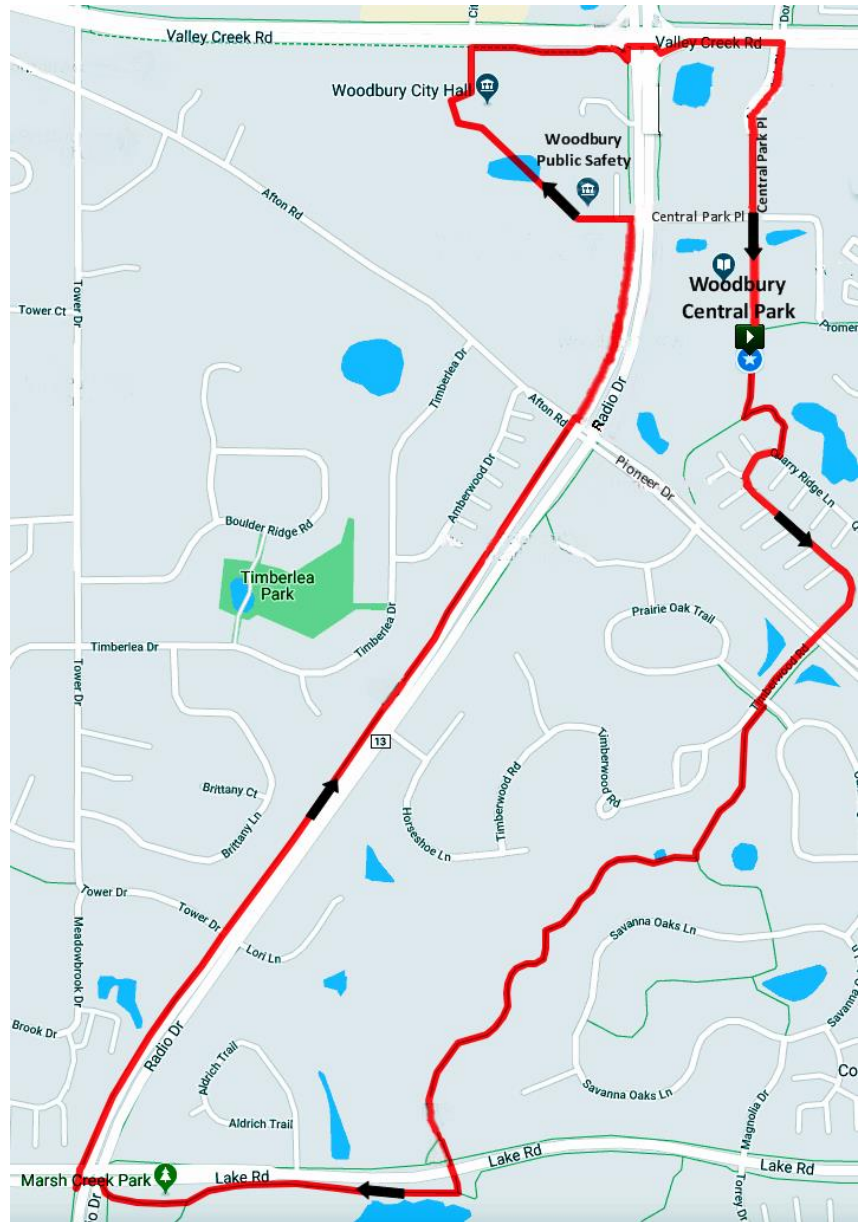 Valley Creek Rd
Valley Creek Rd
Woodbury City Hall
Woodbury
Public Safety
Central Park Pl
Central Park Pl
Afton Rd
Woodbury
Central Park
Tower Ct
Tower Dr
Timberlea Dr
Radio Dr
Afton Rd
Pioneer Dr
Amberwood Dr
Quarry Ridge Ln
Boulder Ridge Rd
Timberlea
Park
Prairie Oak Trail
Timberlea Dr
Timberlea Dr
Tower Dr
Timberwood Rd
13
Timberwood Rd
Timberwood Rd
Brittany Ct
Brittany Ln
Horseshoe Ln
Tower Dr
Tower Dr
Meadowbrook Dr
Lori Ln
Savanna Oaks Ln
Brook Dr
Radio Dr
Aldrich Trail
Aldrich Trail
Savanna Oaks Ln
Magnolia Dr
Lake Rd
Lake Rd
Lake Rd
Marsh Creek Park